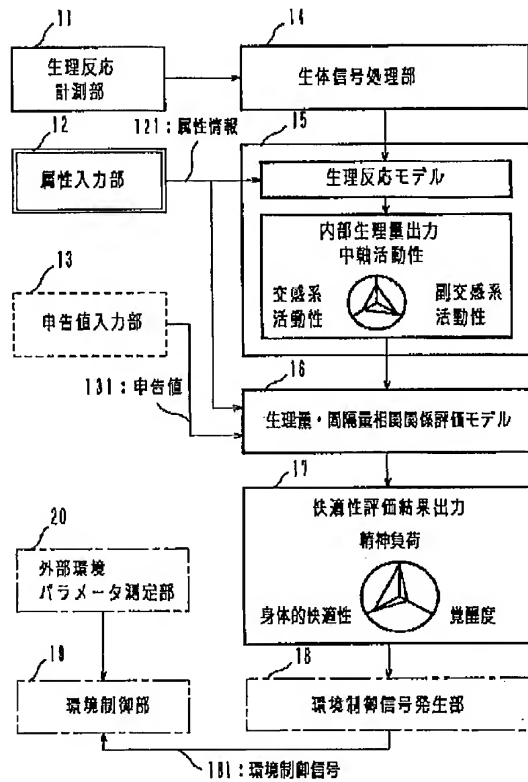 11
生理反応
計測部
14
生体信号処理部
12
121：属性情報
属性入力部
15
生理反応モデル
内部生理量出力
中軸活動性
交感系
活動性
副交感系
活動性
13
申告値入力部
131：申告値
16
生理量・間隔量相関関係評価モデル
17
快適性評価結果出力
精神負荷
身体的快適性
覚醒度
20
外部環境
パラメータ測定部
19
環境制御部
18
環境制御信号発生部
181：環境制御信号